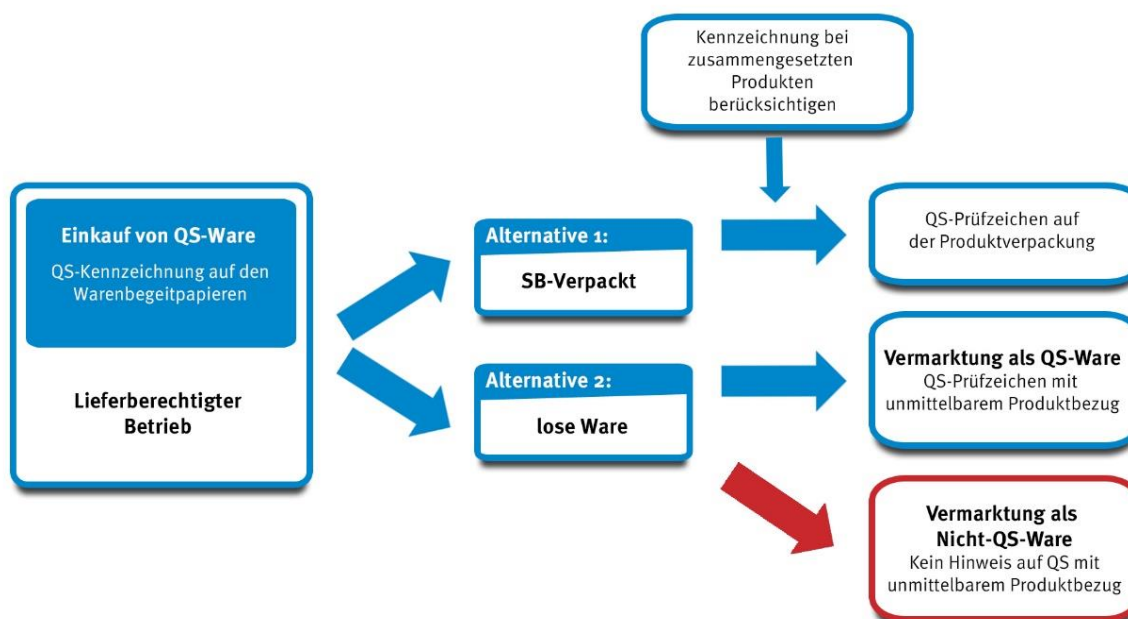 Kennzeichnung bei
zusammengesetzten
Produkten
berücksichtigen
Einkauf von QS-Ware
QS-Kennzeichnung auf den
Warenbegeitpapieren
Lieferberechtigter
Betrieb
Alternative 1:
SB-Verpackt
Alternative 2:
lose Ware
QS-Prüfzeichen auf
der Produktverpackung
Vermarktung als QS-Ware
QS-Prüfzeichen mit
unmittelbarem Produktbezug
Vermarktung als
Nicht-QS-Ware
Kein Hinweis auf QS mit
unmittelbarem Produktbezug